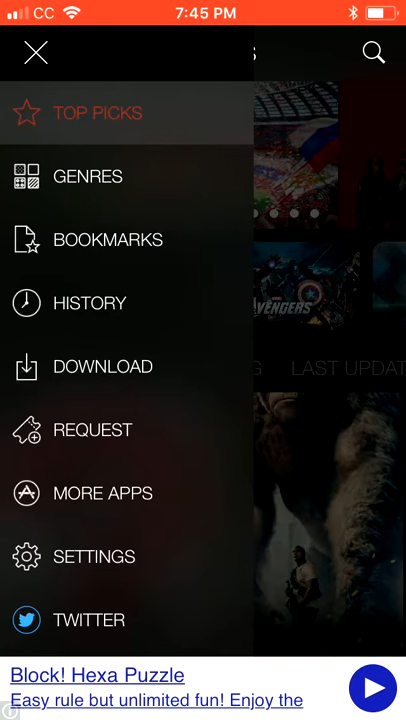 CC 7:45 PM
S
TOP PICKS
GENRES
BOOKMARKS
AVENGERS
HISTORY
DOWNLOAD
G LAST UPDAT
REQUEST
MORE APPS
SETTINGS
TWITTER
Block! Hexa Puzzle
Easy rule but unlimited fun! Enjoy the